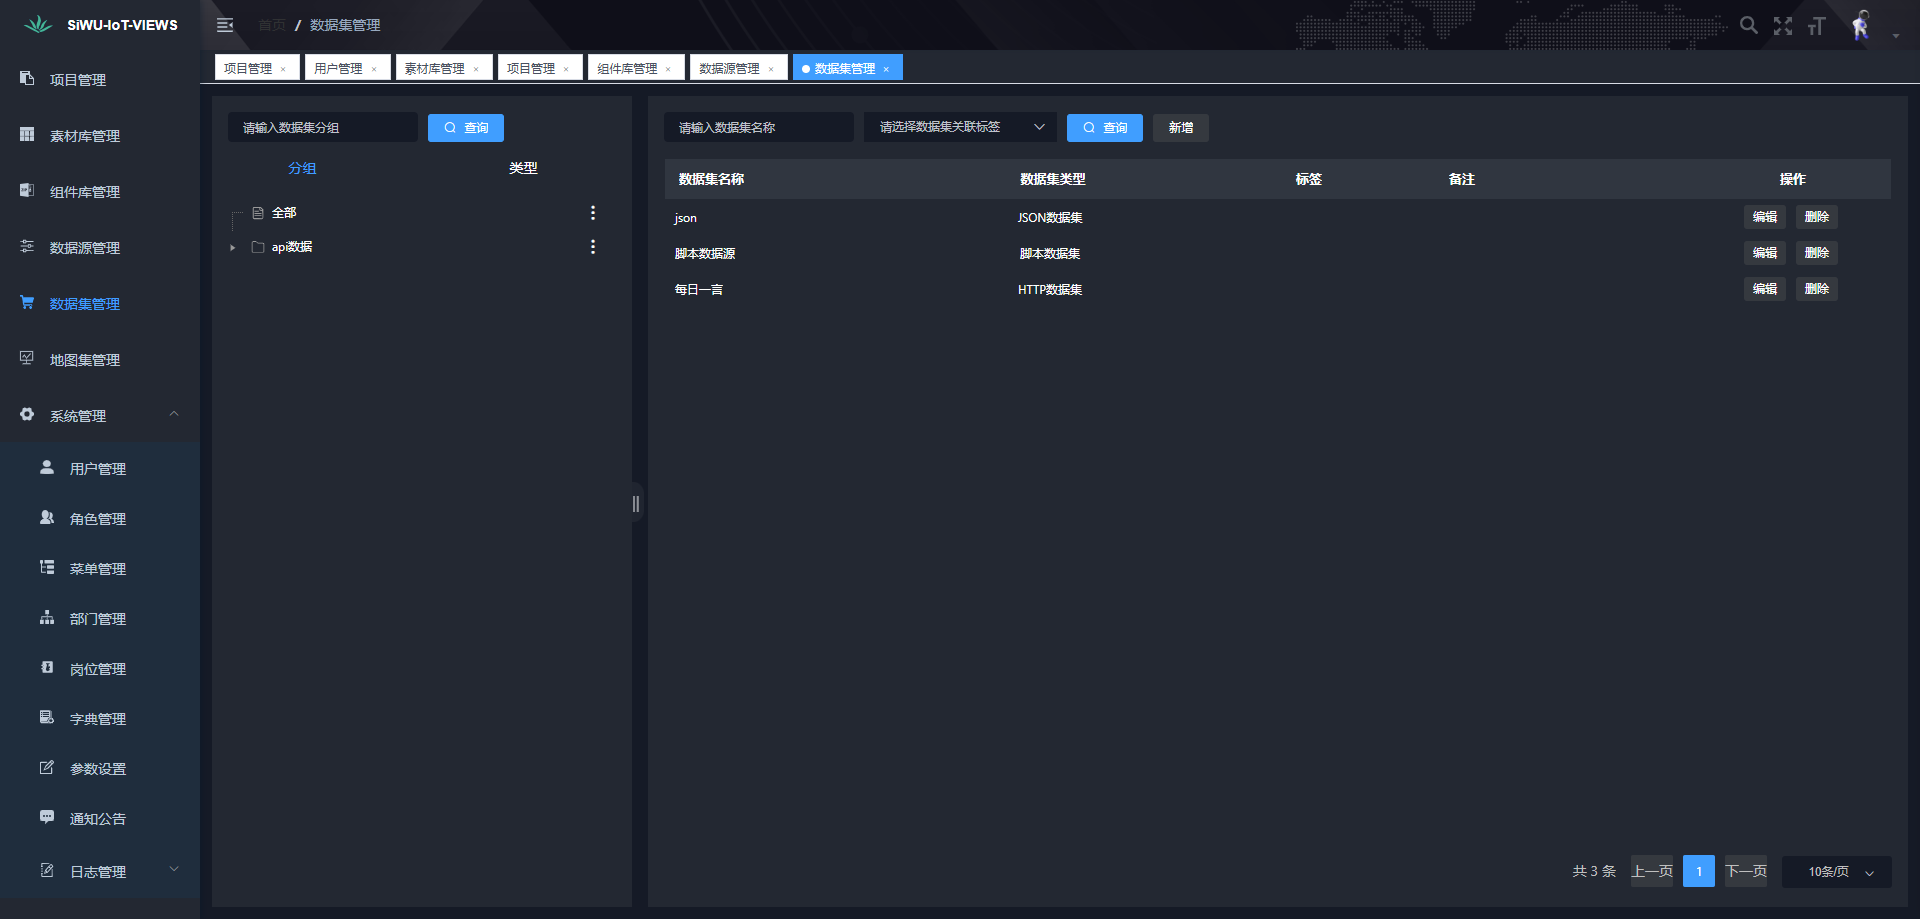 SiWU-IoT-VIEWS
首页 / 数据集管理
项目管理 × 用户管理 × 素材库管理 × 项目管理 × 组件库管理 × 数据源管理 × 数据集管理 ×
项目管理
素材库管理
组件库管理
数据源管理
数据集管理
地图集管理
系统管理
用户管理
角色管理
菜单管理
部门管理
岗位管理
字典管理
参数设置
通知公告
日志管理
请输入数据集分组 查询
分组 类型
全部
api数据
请输入数据集名称 请选择数据集关联标签 查询 新增
数据集名称 数据集类型 标签 备注 操作
json JSON数据集 编辑 删除
脚本数据源 脚本数据集 编辑 删除
每日一言 HTTP数据集 编辑 删除
共 3 条 上一页 1 下一页 10条/页